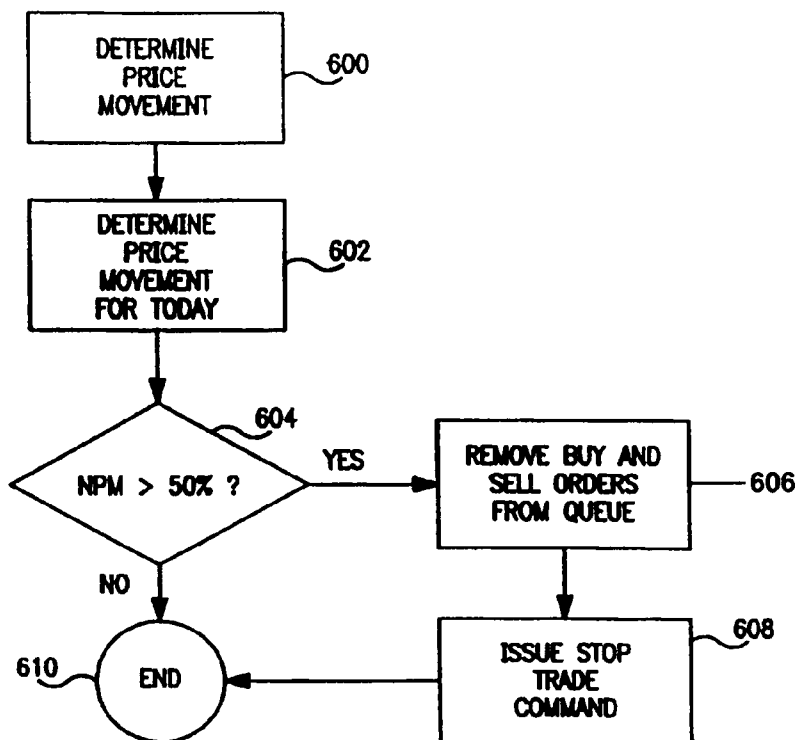 DETERMINE
PRICE
MOVEMENT
600
DETERMINE
PRICE
MOVEMENT
FOR TODAY
602
604
NPM > 50% ?
YES
REMOVE BUY AND
SELL ORDERS
FROM QUEUE
606
NO
610
END
ISSUE STOP
TRADE
COMMAND
608